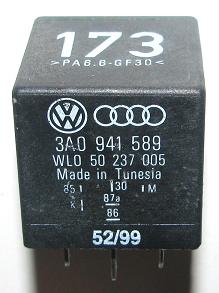 173
>PA6.6-GF30<
3A0 941 589
WL0 50 237 005
Made in Tunesia
85 30 M
K 87a
86
52/99